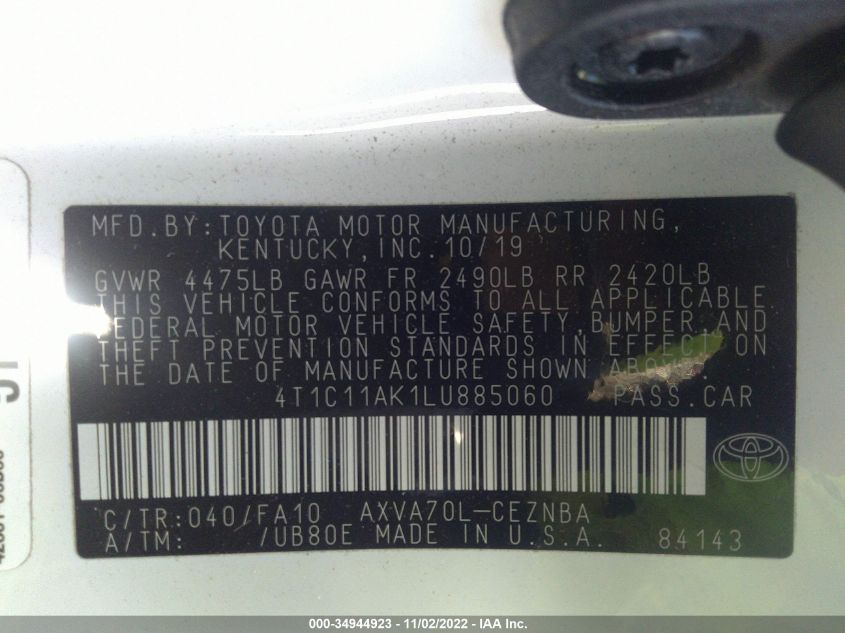 MFD.BY:TOYOTA MOTOR MANUFACTURING,
KENTUCKY,INC.10/19
GVWR 4475LB GAWR FR 2490LB RR 2420LB
THIS VEHICLE CONFORMS TO ALL APPLICABLE
FEDERAL MOTOR VEHICLE SAFETY,BUMPER,AND
THEFT PREVENTION STANDARDS IN EFFECT ON
THE DATE OF MANUFACTURE SHOWN ABOVE.
4T1C11AK1LU885060 PASS.CAR
C/TR:040/FA10 AXVA70L-CEZNBA
A/TM: /UB80E MADE IN U.S.A. 84143
000-34944923 - 11/02/2022 - IAA Inc.